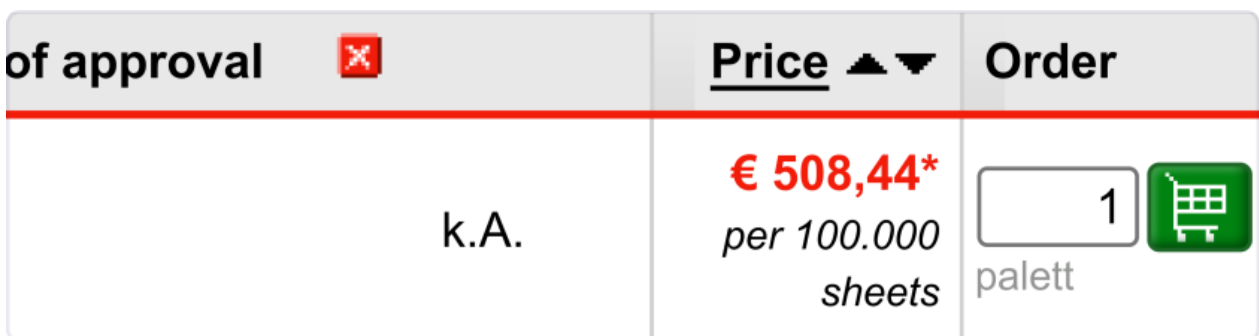 of approval Price Order
€ 508,44*
k.A. per 100.000 1
sheets palett